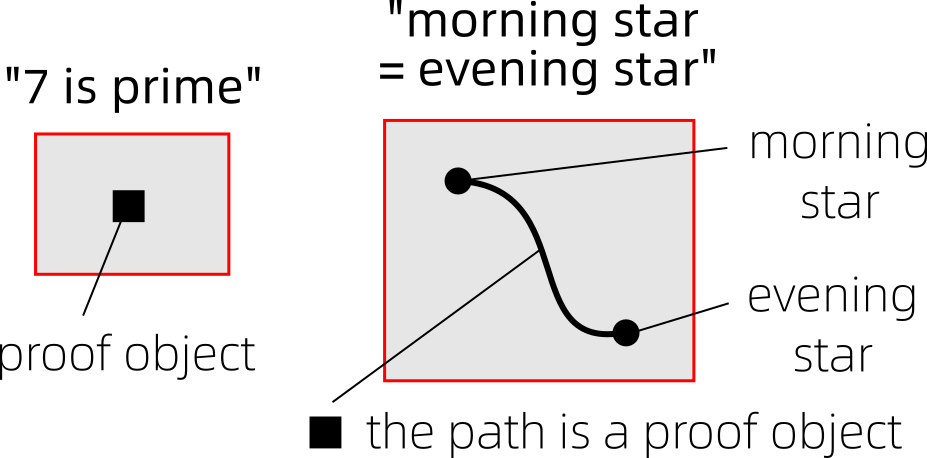 "7 is prime"
proof object
"morning star
= evening star"
morning
star
evening
star
the path is a proof object